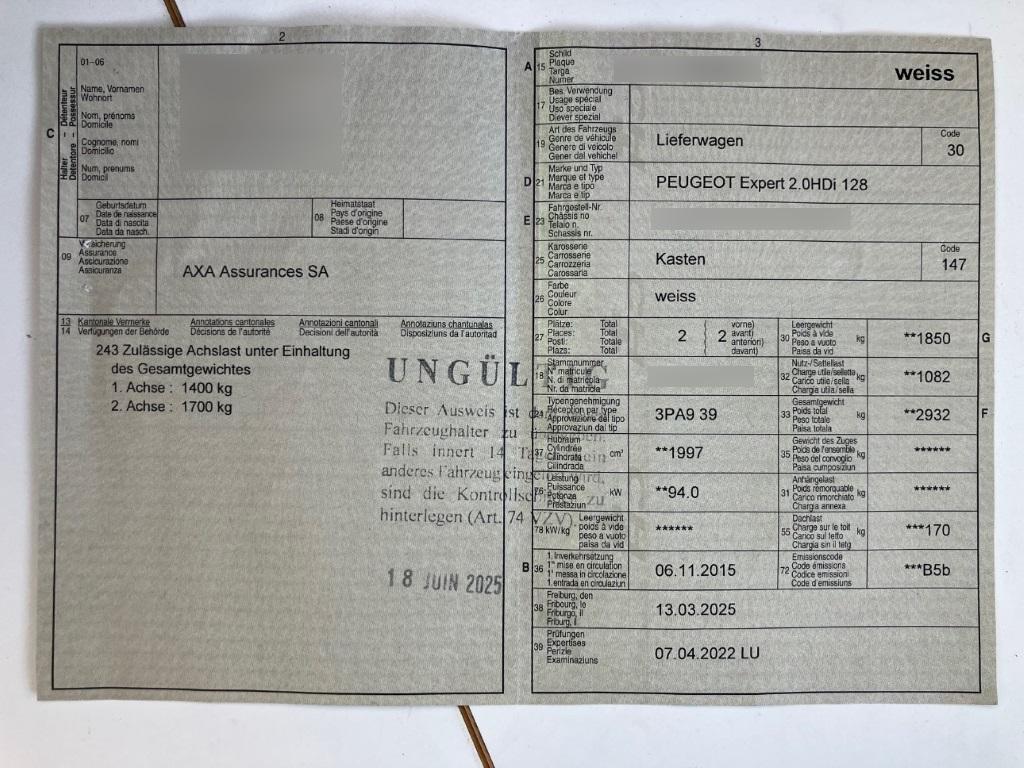 2
01-06
Name, Vornamen
Wohnort
Nom, prénoms
Domicile
Cognome, nomi
Domicilio
Num, prenums
Domicil
C
Halter – Détenteur
Detentore – Possessur
07
Geburtsdatum
Date de naissance
Data di nascita
Data da nasch.
08
Heimatstaat
Pays d'origine
Paese d'origine
Stadi d'origin
09
Versicherung
Assurance
Assicurazione
Assicuranza
AXA Assurances SA
13 Kantonale Vermerke Annotations cantonales Annotazioni cantonali Annotaziuns chantunalas
14 Verfügungen der Behörde Décisions de l'autorité Decisioni dell'autorità Disposiziuns da l'autoritad
243 Zulässige Achslast unter Einhaltung
des Gesamtgewichtes
1. Achse : 1400 kg
2. Achse : 1700 kg
UNGÜL G
Dieser Ausweis ist
Fahrzeughalter zu
Falls innert 14 Tagen ein
anderes Fahrzeug eingelöst wird,
sind die Kontrollsch zu
hinterlegen (Art. 74 VZV)
18 JUIN 2025
3
A 15
Schild
Plaque
Targa
Numer
weiss
17
Bes. Verwendung
Usage spécial
Uso speciale
Diever spezial
19
Art des Fahrzeugs
Genre de véhicule
Genere di veicolo
Gener dal vehichel
Lieferwagen
Code
30
D 21
Marke und Typ
Marque et type
Marca e tipo
Marca e tip
PEUGEOT Expert 2.0HDi 128
E 23
Fahrgestell-Nr.
Châssis no
Telaio n.
Schassis nr.
25
Karosserie
Carrosserie
Carrozzeria
Carossaria
Kasten
Code
147
26
Farbe
Couleur
Colore
Colur
weiss
27
Plätze: Total
Places: Total
Posti: Totale
Plazs: Total
2
2
vorne)
avant)
anteriori)
davant)
30
Leergewicht
Poids à vide
Peso a vuoto
Paisa da vid
kg
**1850
G
18
Stammnummer
N° matricule
N. di matricola
Nr. da matricla
32
Nutz-/Sattellast
Charge utile/sellette
Carico utile/sella
Chargia utila/sella
kg
**1082
24
Typengenehmigung
Réception par type
Approvazione del tipo
Approvaziun dal tip
3PA9 39
33
Gesamtgewicht
Poids total
Peso totale
Paisa totala
kg
**2932
F
37
Hubraum
Cylindrée
Cilindrata
Cilindrada
cm³
**1997
35
Gewicht des Zuges
Poids de l'ensemble
Peso del convoglio
Paisa cumposiziun
kg
******
76
Leistung
Puissance
Potenza
Prestaziun
kW
**94.0
31
Anhängelast
Poids remorquable
Carico rimorchiato
Chargia annexa
kg
******
78 kW/kg
Leergewicht
poids à vide
peso a vuoto
paisa da vid
******
55
Dachlast
Charge sur le toit
Carico sul tetto
Chargia sin il tetg
kg
***170
B 36
1. Inverkehrsetzung
1re mise en circulation
1a messa in circolazione
1. entrada en circulaziun
06.11.2015
72
Emissionscode
Code émissions
Codice emissioni
Code d'emissiuns
***B5b
38
Freiburg, den
Fribourg, le
Friburgo, il
Friburg, il
13.03.2025
39
Prüfungen
Expertises
Perizie
Examinaziuns
07.04.2022 LU